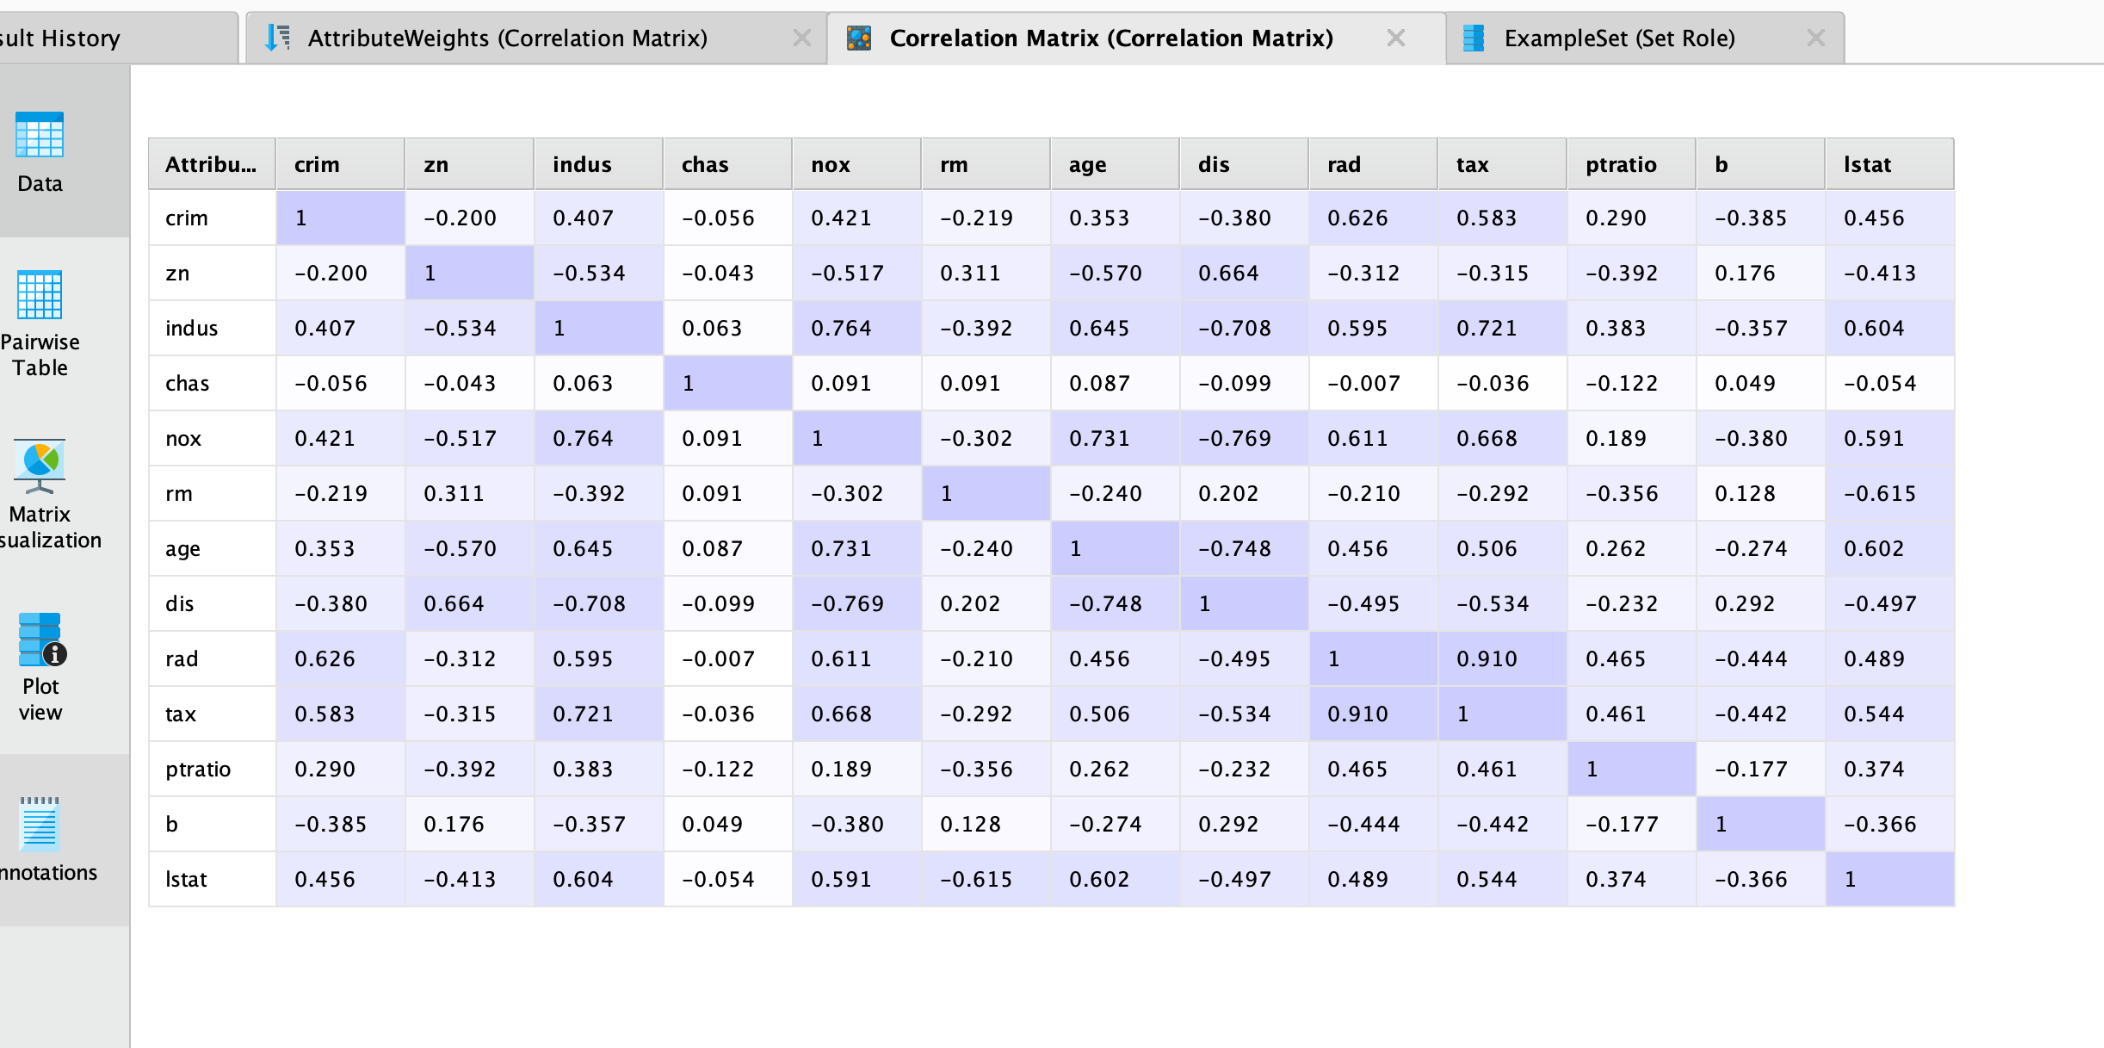 sult History
AttributeWeights (Correlation Matrix)
Correlation Matrix (Correlation Matrix)
ExampleSet (Set Role)
Data
Pairwise
Table
Matrix
sualization
Plot
view
nnotations
Attribu... crim zn indus chas nox rm age dis rad tax ptratio b lstat
crim 1 −0.200 0.407 −0.056 0.421 −0.219 0.353 −0.380 0.626 0.583 0.290 −0.385 0.456
zn −0.200 1 −0.534 −0.043 −0.517 0.311 −0.570 0.664 −0.312 −0.315 −0.392 0.176 −0.413
indus 0.407 −0.534 1 0.063 0.764 −0.392 0.645 −0.708 0.595 0.721 0.383 −0.357 0.604
chas −0.056 −0.043 0.063 1 0.091 0.091 0.087 −0.099 −0.007 −0.036 −0.122 0.049 −0.054
nox 0.421 −0.517 0.764 0.091 1 −0.302 0.731 −0.769 0.611 0.668 0.189 −0.380 0.591
rm −0.219 0.311 −0.392 0.091 −0.302 1 −0.240 0.202 −0.210 −0.292 −0.356 0.128 −0.615
age 0.353 −0.570 0.645 0.087 0.731 −0.240 1 −0.748 0.456 0.506 0.262 −0.274 0.602
dis −0.380 0.664 −0.708 −0.099 −0.769 0.202 −0.748 1 −0.495 −0.534 −0.232 0.292 −0.497
rad 0.626 −0.312 0.595 −0.007 0.611 −0.210 0.456 −0.495 1 0.910 0.465 −0.444 0.489
tax 0.583 −0.315 0.721 −0.036 0.668 −0.292 0.506 −0.534 0.910 1 0.461 −0.442 0.544
ptratio 0.290 −0.392 0.383 −0.122 0.189 −0.356 0.262 −0.232 0.465 0.461 1 −0.177 0.374
b −0.385 0.176 −0.357 0.049 −0.380 0.128 −0.274 0.292 −0.444 −0.442 −0.177 1 −0.366
lstat 0.456 −0.413 0.604 −0.054 0.591 −0.615 0.602 −0.497 0.489 0.544 0.374 −0.366 1